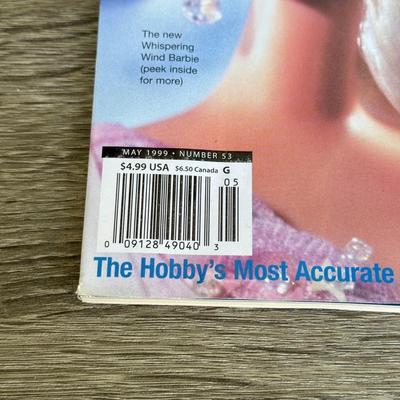 The new
Whispering
Wind Barbie
(peek inside
for more)
MAY 1999 • NUMBER 53
$4.99 USA $6.50 Canada G
05
0 09128 49040 3
The Hobby's Most Accurate